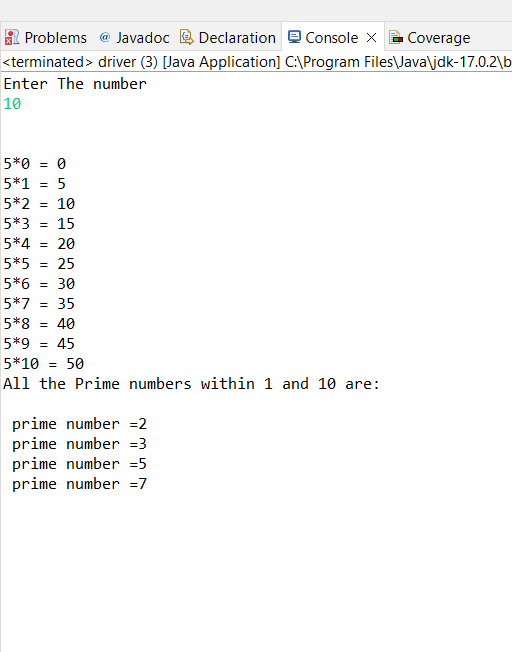 Problems @ Javadoc Declaration Console Coverage
<terminated> driver (3) [Java Application] C:\Program Files\Java\jdk-17.0.2\b
Enter The number
10
5*0 = 0
5*1 = 5
5*2 = 10
5*3 = 15
5*4 = 20
5*5 = 25
5*6 = 30
5*7 = 35
5*8 = 40
5*9 = 45
5*10 = 50
All the Prime numbers within 1 and 10 are:
prime number =2
prime number =3
prime number =5
prime number =7